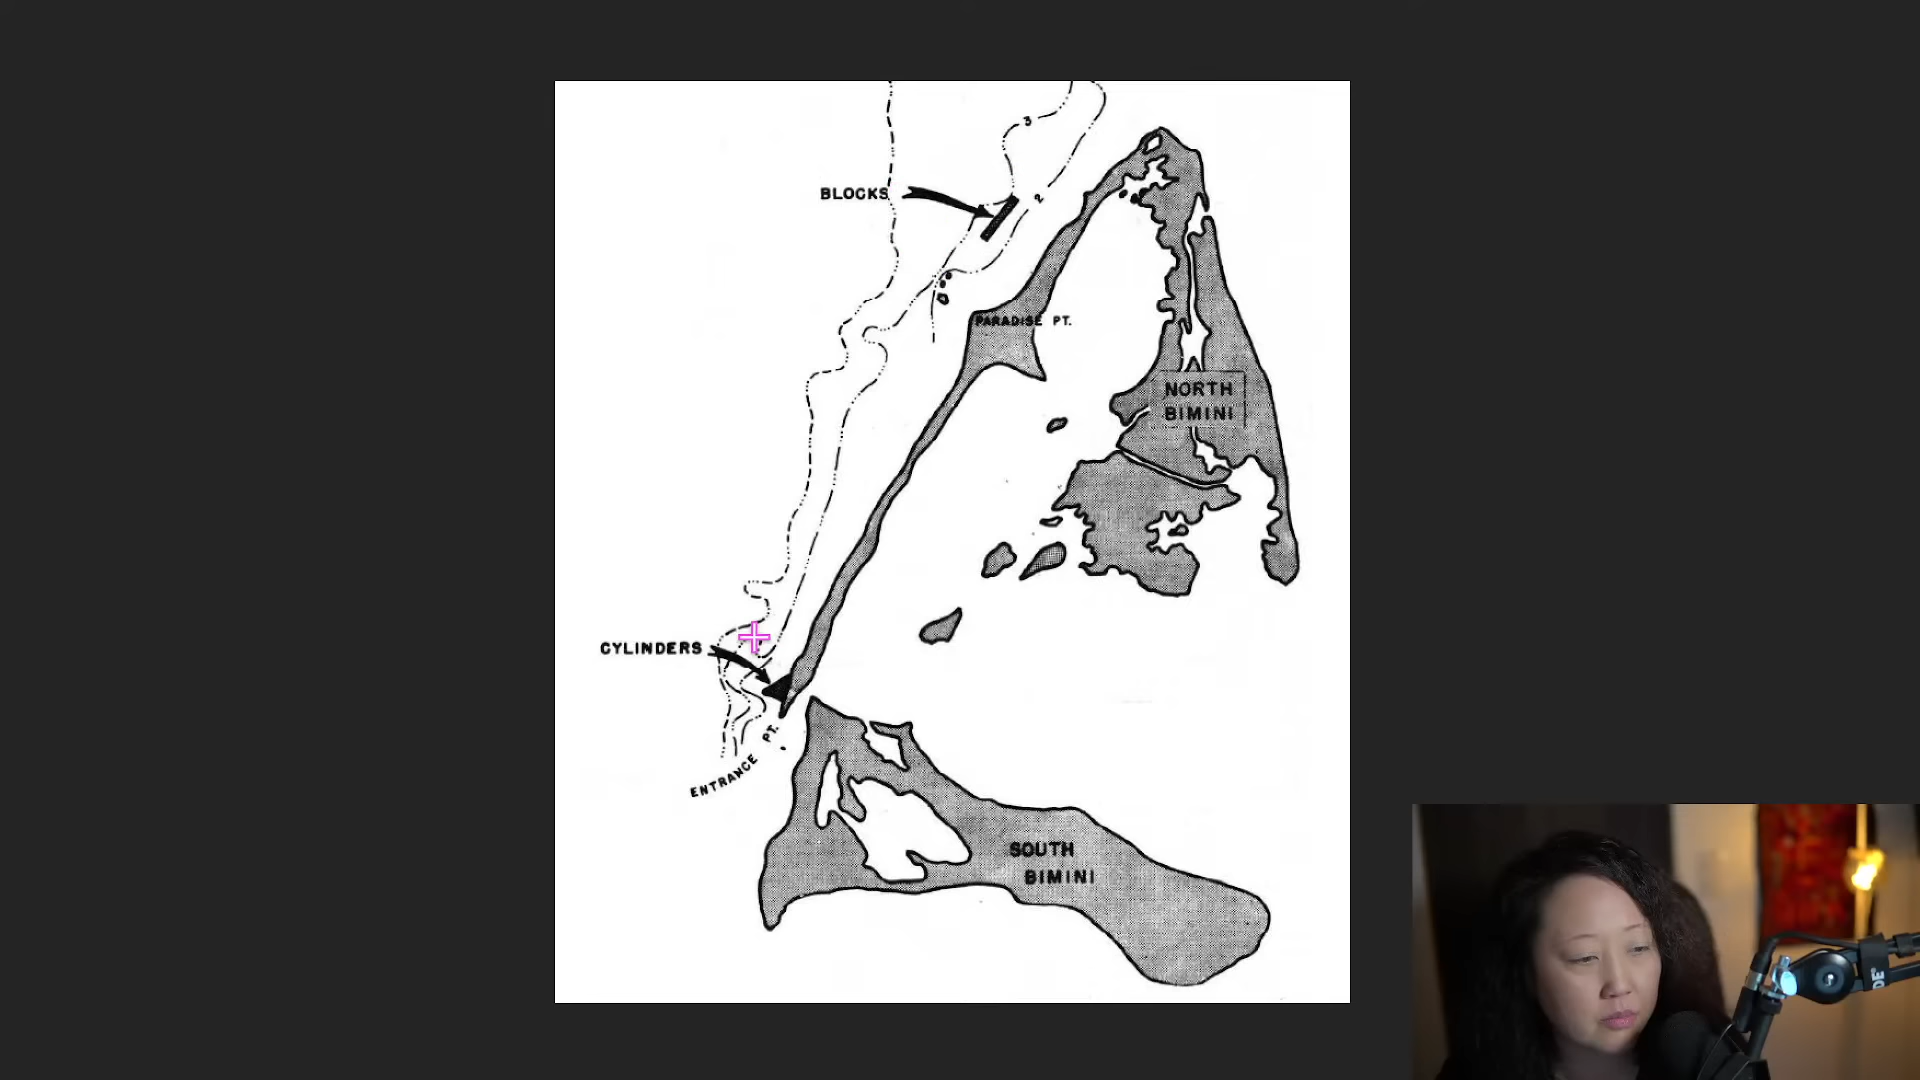 3
BLOCKS
2
PARADISE PT.
NORTH
BIMINI
CYLINDERS
ENTRANCE PT.
SOUTH
BIMINI